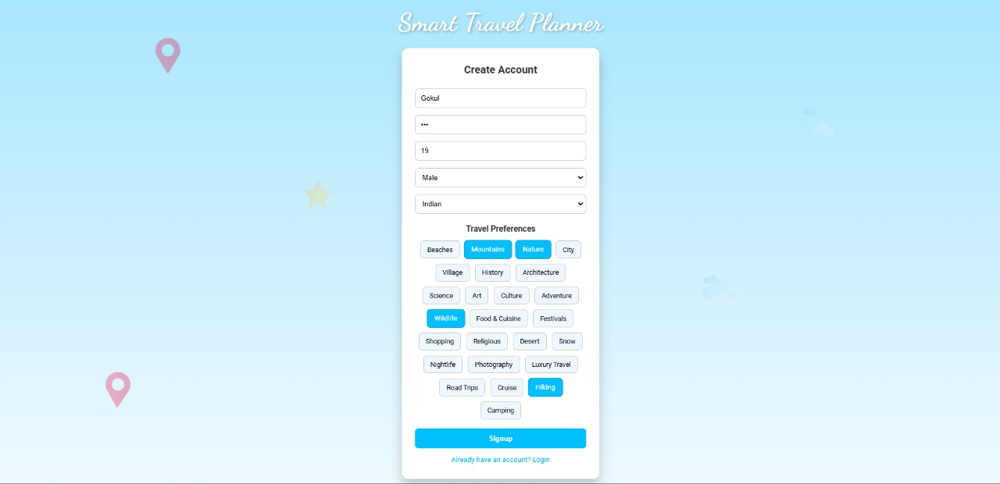 Smart Travel Planner
Create Account
Gokul
•••
19
Male
Indian
Travel Preferences
Beaches Mountains Nature City
Village History Architecture
Science Art Culture Adventure
Wildlife Food & Cuisine Festivals
Shopping Religious Desert Snow
Nightlife Photography Luxury Travel
Road Trips Cruise Hiking
Camping
Signup
Already have an account? Login